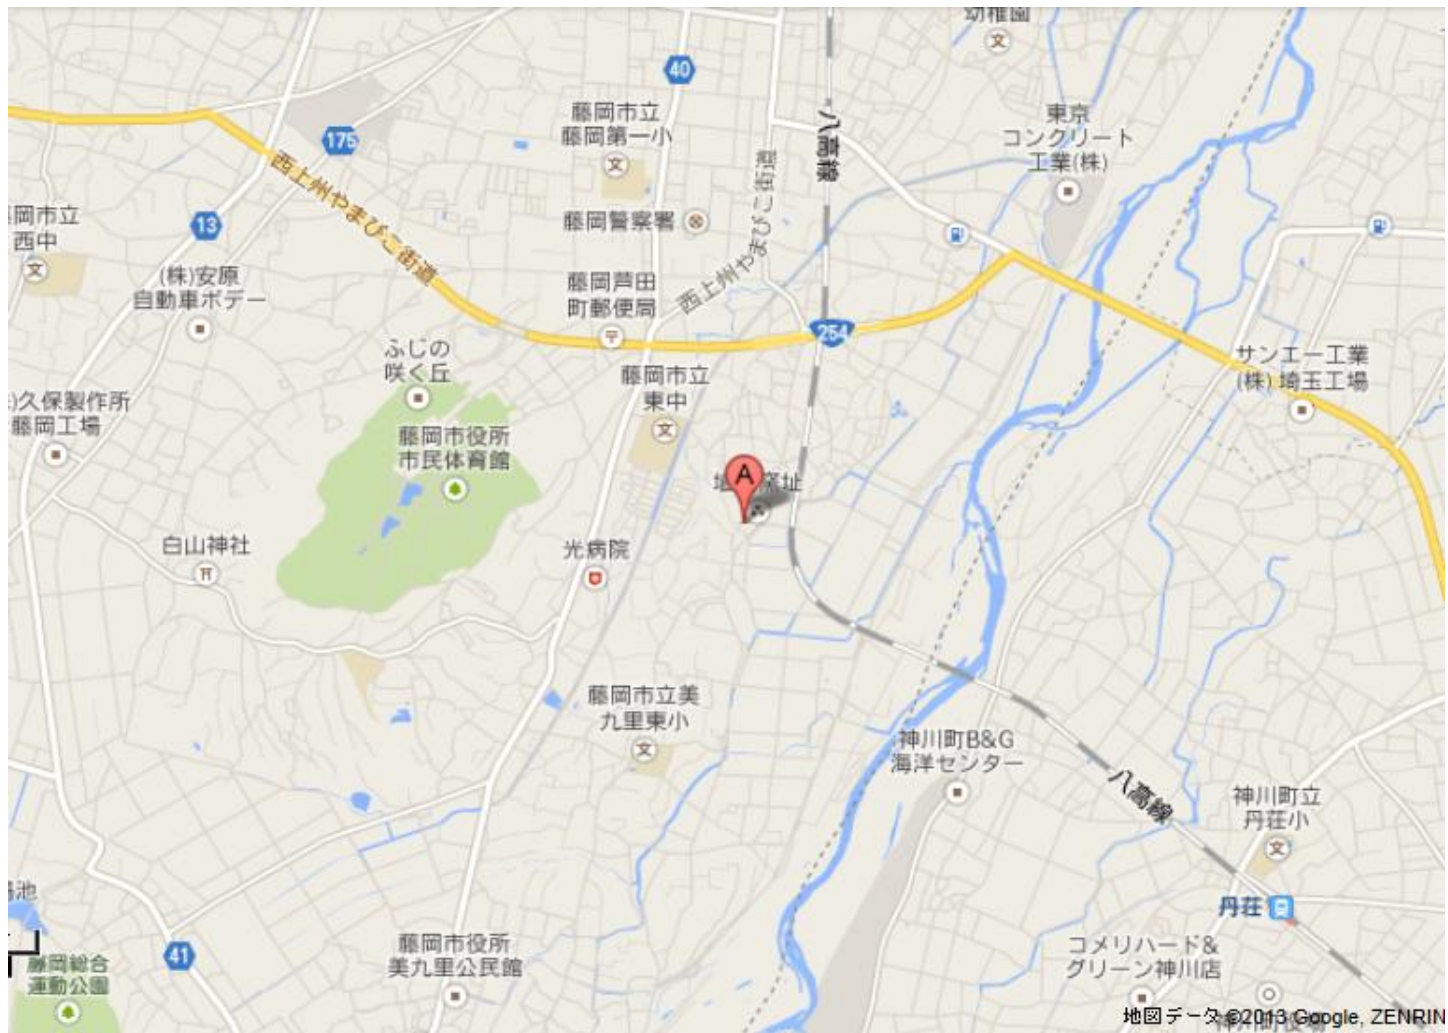 幼稚園
40
藤岡市立
藤岡第一小
東京
コンクリート
工業(株)
八高線
175
西上州やまびこ街道
岡市立
西中
13
藤岡警察署
西上州やまびこ街道
(株)安原
自動車ボデー
藤岡芦田
町郵便局
254
ふじの
咲く丘
藤岡市立
東中
サンエー工業
(株)埼玉工場
)久保製作所
藤岡工場
藤岡市役所
市民体育館
A
窯址
白山神社
光病院
藤岡市立美
九里東小
神川町B&G
海洋センター
八高線
神川町立
丹荘小
池
丹荘
41
藤岡総合
運動公園
藤岡市役所
美九里公民館
コメリハード&
グリーン神川店
地図データ ©2013 Google, ZENRIN